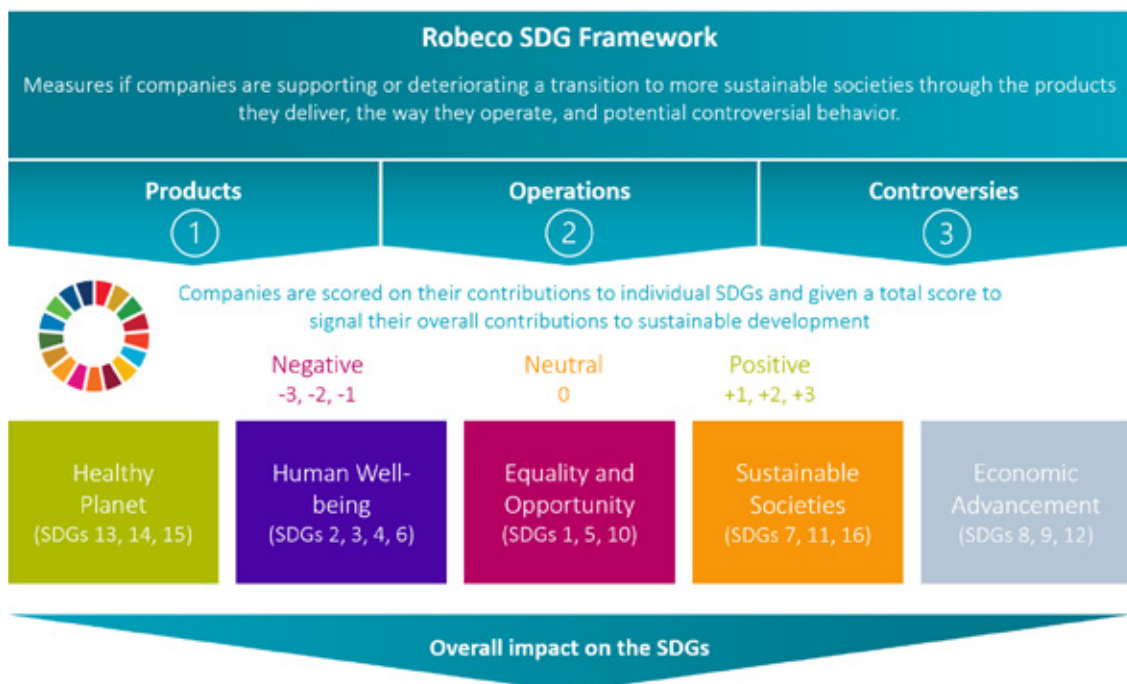 Robeco SDG Framework
Measures if companies are supporting or deteriorating a transition to more sustainable societies through the products
they deliver, the way they operate, and potential controversial behavior.
Products
1
Operations
2
Controversies
3
Companies are scored on their contributions to individual SDGs and given a total score to
signal their overall contributions to sustainable development
Negative
-3, -2, -1
Neutral
0
Positive
+1, +2, +3
Healthy
Planet
(SDGs 13, 14, 15)
Human Well-
being
(SDGs 2, 3, 4, 6)
Equality and
Opportunity
(SDGs 1, 5, 10)
Sustainable
Societies
(SDGs 7, 11, 16)
Economic
Advancement
(SDGs 8, 9, 12)
Overall impact on the SDGs